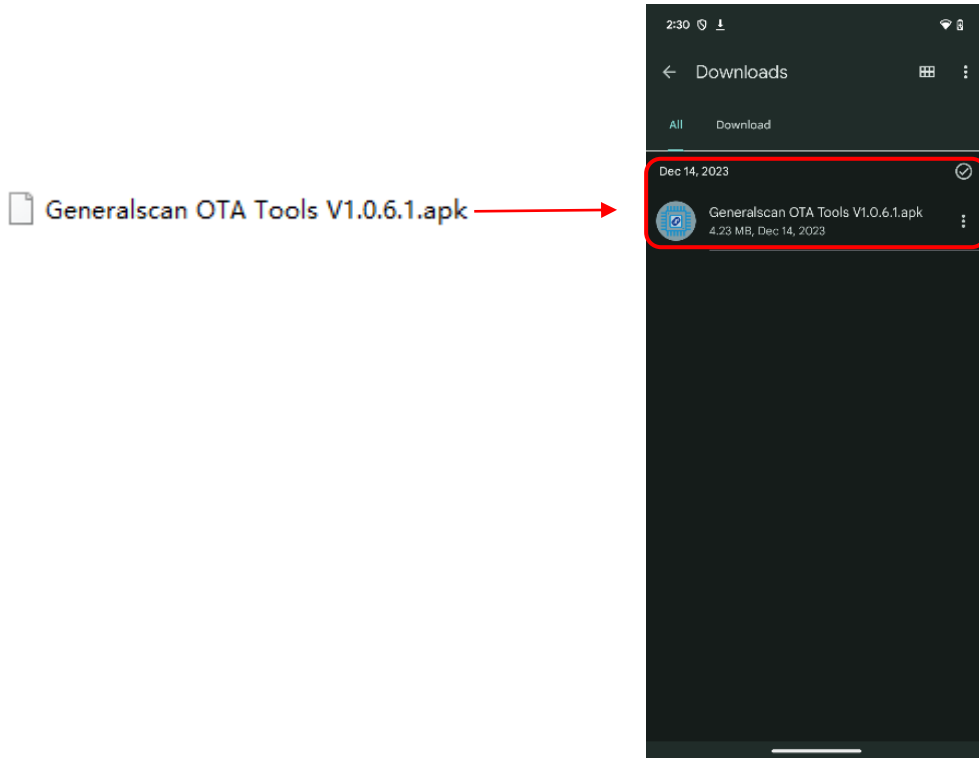 Generalscan OTA Tools V1.0.6.1.apk
2:30
Downloads
All Download
Dec 14, 2023
Generalscan OTA Tools V1.0.6.1.apk
4.23 MB, Dec 14, 2023